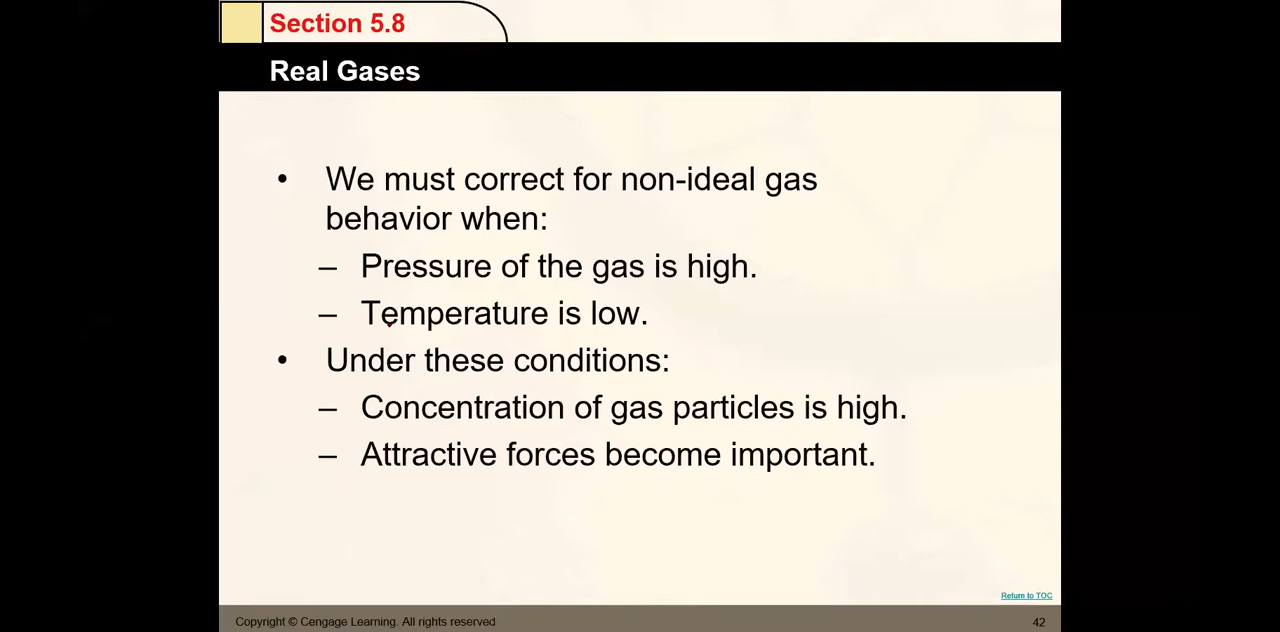 Section 5.8
Real Gases
• We must correct for non-ideal gas
behavior when:
– Pressure of the gas is high.
– Temperature is low.
• Under these conditions:
– Concentration of gas particles is high.
– Attractive forces become important.
Return to TOC
Copyright © Cengage Learning. All rights reserved 42